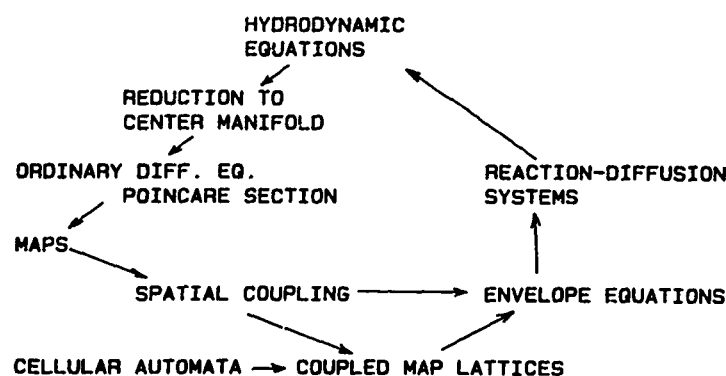 HYDRODYNAMIC
EQUATIONS
REDUCTION TO
CENTER MANIFOLD
ORDINARY DIFF. EQ.
POINCARE SECTION
REACTION-DIFFUSION
SYSTEMS
MAPS
SPATIAL COUPLING
ENVELOPE EQUATIONS
CELLULAR AUTOMATA
COUPLED MAP LATTICES